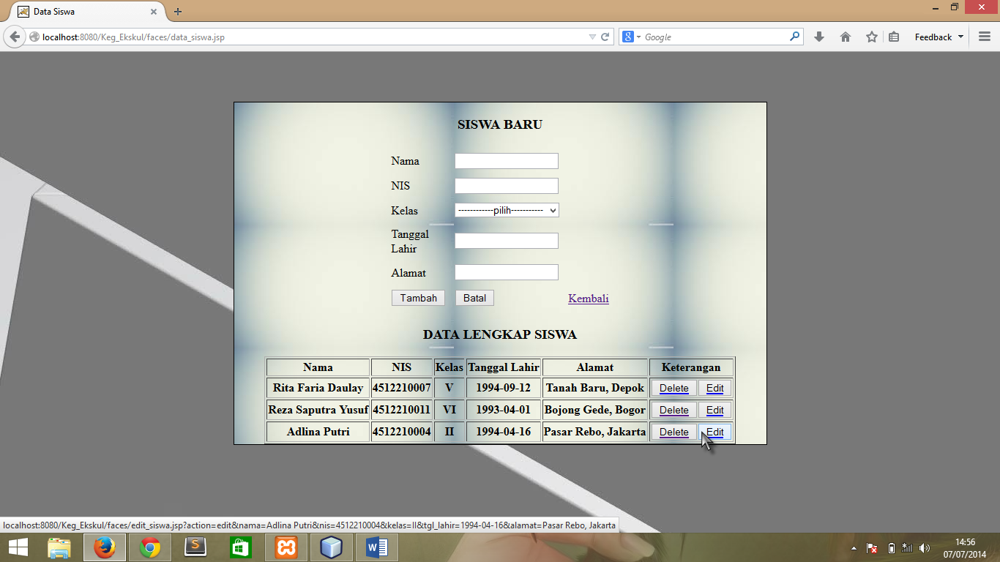 Data Siswa
localhost:8080/Keg_Ekskul/faces/data_siswa.jsp
Google
Feedback
SISWA BARU
Nama
NIS
Kelas ------------pilih-----------
Tanggal
Lahir
Alamat
Tambah Batal Kembali
DATA LENGKAP SISWA
Nama NIS Kelas Tanggal Lahir Alamat Keterangan
Rita Faria Daulay 4512210007 V 1994-09-12 Tanah Baru, Depok Delete Edit
Reza Saputra Yusuf 4512210011 VI 1993-04-01 Bojong Gede, Bogor Delete Edit
Adlina Putri 4512210004 II 1994-04-16 Pasar Rebo, Jakarta Delete Edit
localhost:8080/Keg_Ekskul/faces/edit_siswa.jsp?action=edit&nama=Adlina Putri&nis=4512210004&kelas=II&tgl_lahir=1994-04-16&alamat=Pasar Rebo, Jakarta
14:56
07/07/2014